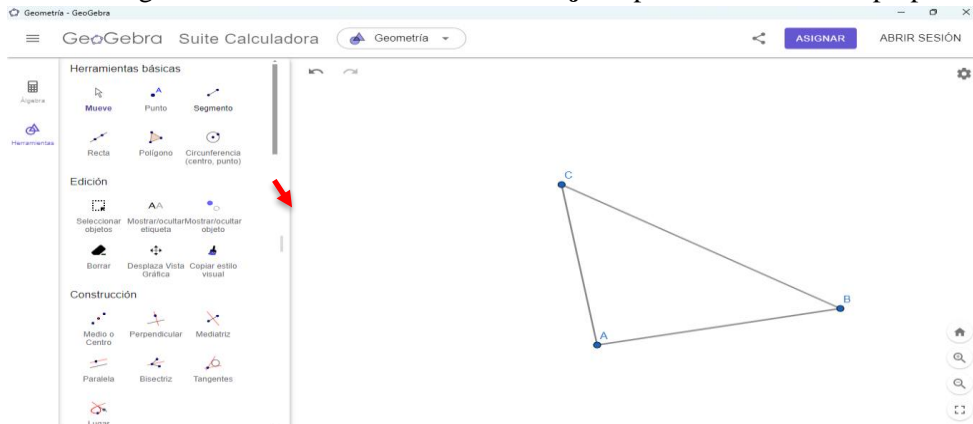 Geometría - GeoGebra
GeoGebra Suite Calculadora
Geometría
ASIGNAR
ABRIR SESIÓN
Álgebra
Herramientas
Herramientas básicas
Mueve
Punto
Segmento
Recta
Polígono
Circunferencia
(centro, punto)
Edición
Seleccionar
objetos
Mostrar/ocultar
etiqueta
Mostrar/ocultar
objeto
Borrar
Desplaza Vista
Gráfica
Copiar estilo
visual
Construcción
Medio o
Centro
Perpendicular
Mediatriz
Paralela
Bisectriz
Tangentes
Lugar
C
B
A